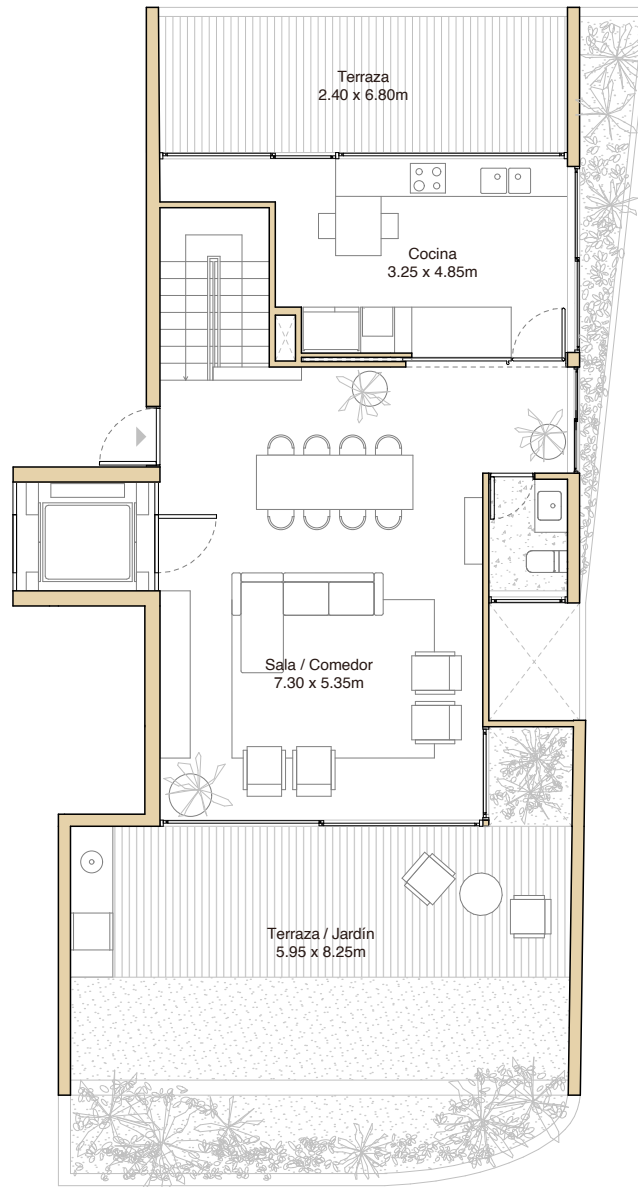 Terraza
2.40 x 6.80m
Cocina
3.25 x 4.85m
Sala / Comedor
7.30 x 5.35m
Terraza / Jardín
5.95 x 8.25m